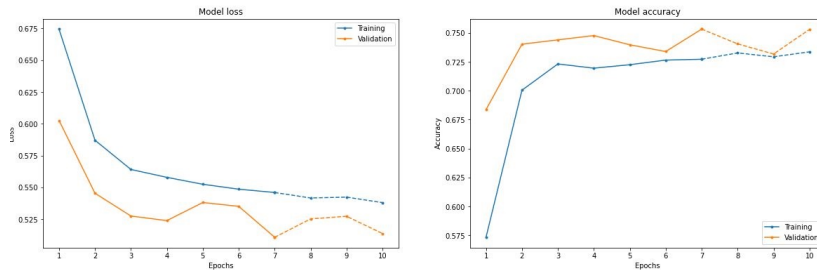 Model loss
0.675
0.650
0.625
0.600
0.575
0.550
0.525
Loss
1 2 3 4 5 6 7 8 9 10
Epochs
Training
Validation
Model accuracy
0.750
0.725
0.700
0.675
0.650
0.625
0.600
0.575
Accuracy
1 2 3 4 5 6 7 8 9 10
Epochs
Training
Validation